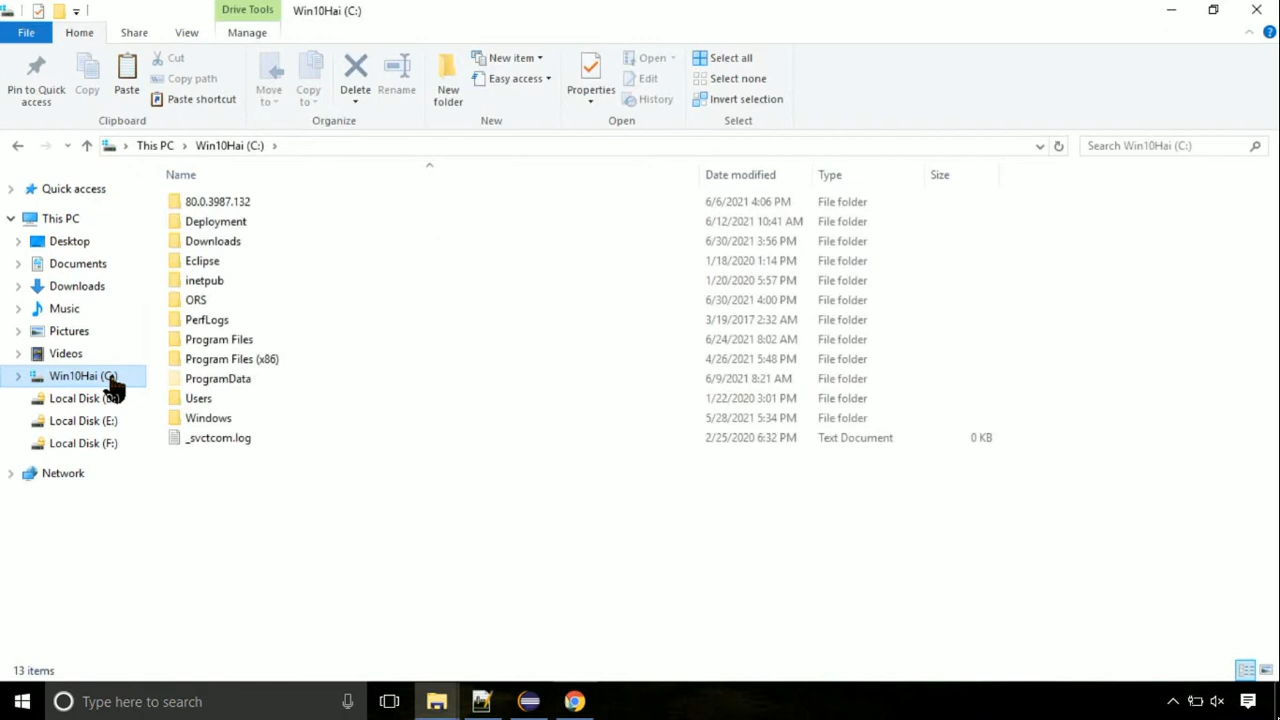 Drive Tools Win10Hai (C:)
File Home Share View Manage
Pin to Quick access
Copy
Paste
Cut
Copy path
Paste shortcut
Clipboard
Move to
Copy to
Delete
Rename
Organize
New folder
New item
Easy access
New
Properties
Open
Edit
History
Open
Select all
Select none
Invert selection
Select
This PC Win10Hai (C:)
Search Win10Hai (C:)
Name Date modified Type Size
80.0.3987.132 6/6/2021 4:06 PM File folder
Deployment 6/12/2021 10:41 AM File folder
Downloads 6/30/2021 3:56 PM File folder
Eclipse 1/18/2020 1:14 PM File folder
inetpub 1/20/2020 5:57 PM File folder
ORS 6/30/2021 4:00 PM File folder
PerfLogs 3/19/2017 2:32 AM File folder
Program Files 6/24/2021 8:02 AM File folder
Program Files (x86) 4/26/2021 5:48 PM File folder
ProgramData 6/9/2021 8:21 AM File folder
Users 1/22/2020 3:01 PM File folder
Windows 5/28/2021 5:34 PM File folder
_svctcom.log 2/25/2020 6:32 PM Text Document 0 KB
Quick access
This PC
Desktop
Documents
Downloads
Music
Pictures
Videos
Win10Hai (C:)
Local Disk
Local Disk (E:)
Local Disk (F:)
Network
13 items
Type here to search